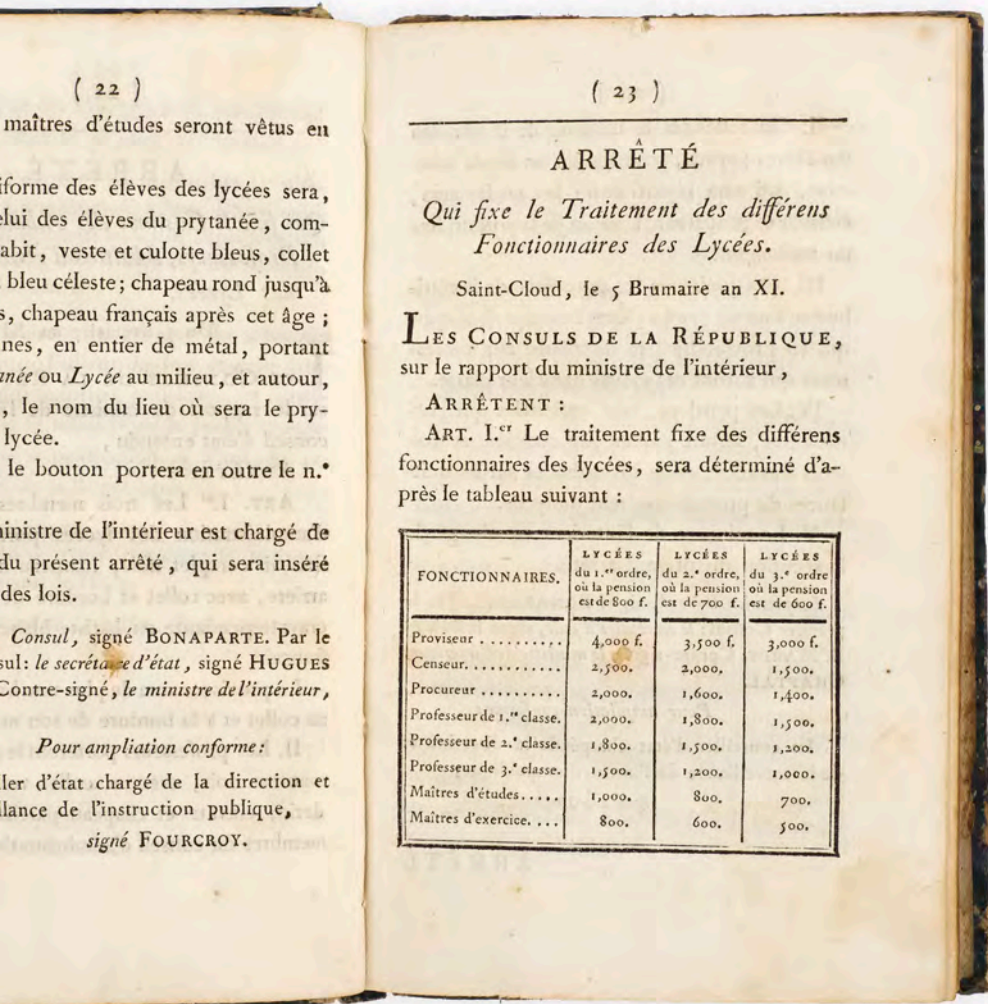 ( 22 )
maîtres d'études seront vêtus en
iforme des élèves des lycées sera,
elui des élèves du prytanée, com-
abit, veste et culotte bleus, collet
bleu céleste; chapeau rond jusqu'à
s, chapeau français après cet âge;
nes, en entier de métal, portant
anée ou Lycée au milieu, et autour,
, le nom du lieu où sera le pry-
lycée.
le bouton portera en outre le n.°
inistre de l'intérieur est chargé de
du présent arrêté, qui sera inséré
des lois.
Consul, signé BONAPARTE. Par le
sul: le secrétaire d'état, signé HUGUES
Contre-signé, le ministre de l'intérieur,
Pour ampliation conforme:
ller d'état chargé de la direction et
llance de l'instruction publique,
signé FOURCROY.
( 23 )
ARRÊTÉ
Qui fixe le Traitement des différens
Fonctionnaires des Lycées.
Saint-Cloud, le 5 Brumaire an XI.
LES CONSULS DE LA RÉPUBLIQUE,
sur le rapport du ministre de l'intérieur,
ARRÊTENT :
ART. I.er Le traitement fixe des différens
fonctionnaires des lycées, sera déterminé d'a-
près le tableau suivant :
FONCTIONNAIRES. LYCÉES du 1.er ordre, où la pension est de 800 f. LYCÉES du 2.e ordre, où la pension est de 700 f. LYCÉES du 3.e ordre où la pension est de 600 f.
Proviseur .......... 4,000 f. 3,500 f. 3,000 f.
Censeur............ 2,500. 2,000. 1,500.
Procureur .......... 2,000. 1,600. 1,400.
Professeur de 1.re classe. 2,000. 1,800. 1,500.
Professeur de 2.e classe. 1,800. 1,500. 1,200.
Professeur de 3.e classe. 1,500. 1,200. 1,000.
Maîtres d'études..... 1,000. 800. 700.
Maîtres d'exercice.... 800. 600. 500.